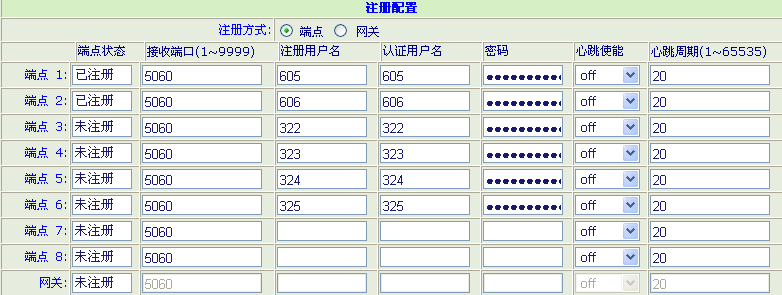 注册配置
注册方式: 端点 网关
端点状态 接收端口(1~9999) 注册用户名 认证用户名 密码 心跳使能 心跳周期(1~65535)
端点 1: 已注册 5060 605 605 ●●●●●●●●●●● off 20
端点 2: 已注册 5060 606 606 ●●●●●●●●●●● off 20
端点 3: 未注册 5060 322 322 ●●●●●●●●●●● off 20
端点 4: 未注册 5060 323 323 ●●●●●●●●●●● off 20
端点 5: 未注册 5060 324 324 ●●●●●●●●●●● off 20
端点 6: 未注册 5060 325 325 ●●●●●●●●●●● off 20
端点 7: 未注册 5060 off 20
端点 8: 未注册 5060 off 20
网关: 未注册 5060 off 20